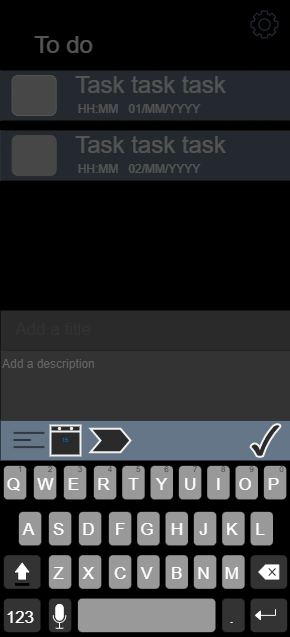 To do
Task task task
HH:MM 01/MM/YYYY
Task task task
HH:MM 02/MM/YYYY
Add a title
Add a description
15
1 2 3 4 5 6 7 8 9 0
Q W E R T Y U I O P
A S D F G H J K L
Z X C V B N M
123 .